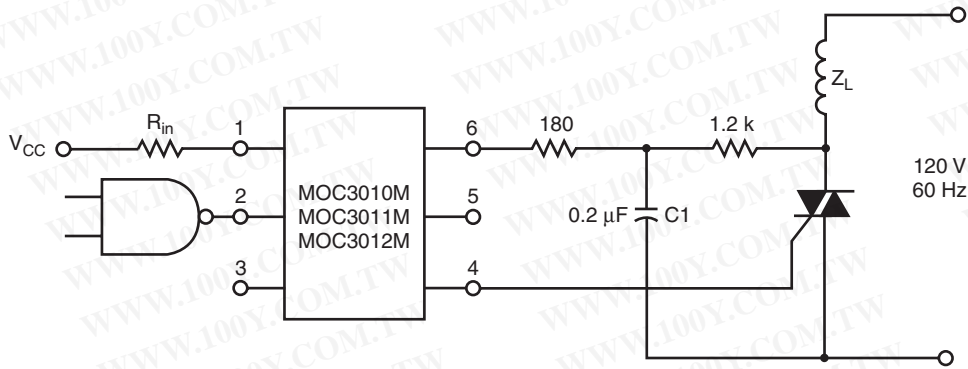 V_CC
R_in
1
2
3
MOC3010M
MOC3011M
MOC3012M
6
5
4
180
1.2 k
0.2 μF
C1
Z_L
120 V
60 Hz
WWW.100Y.COM.TW